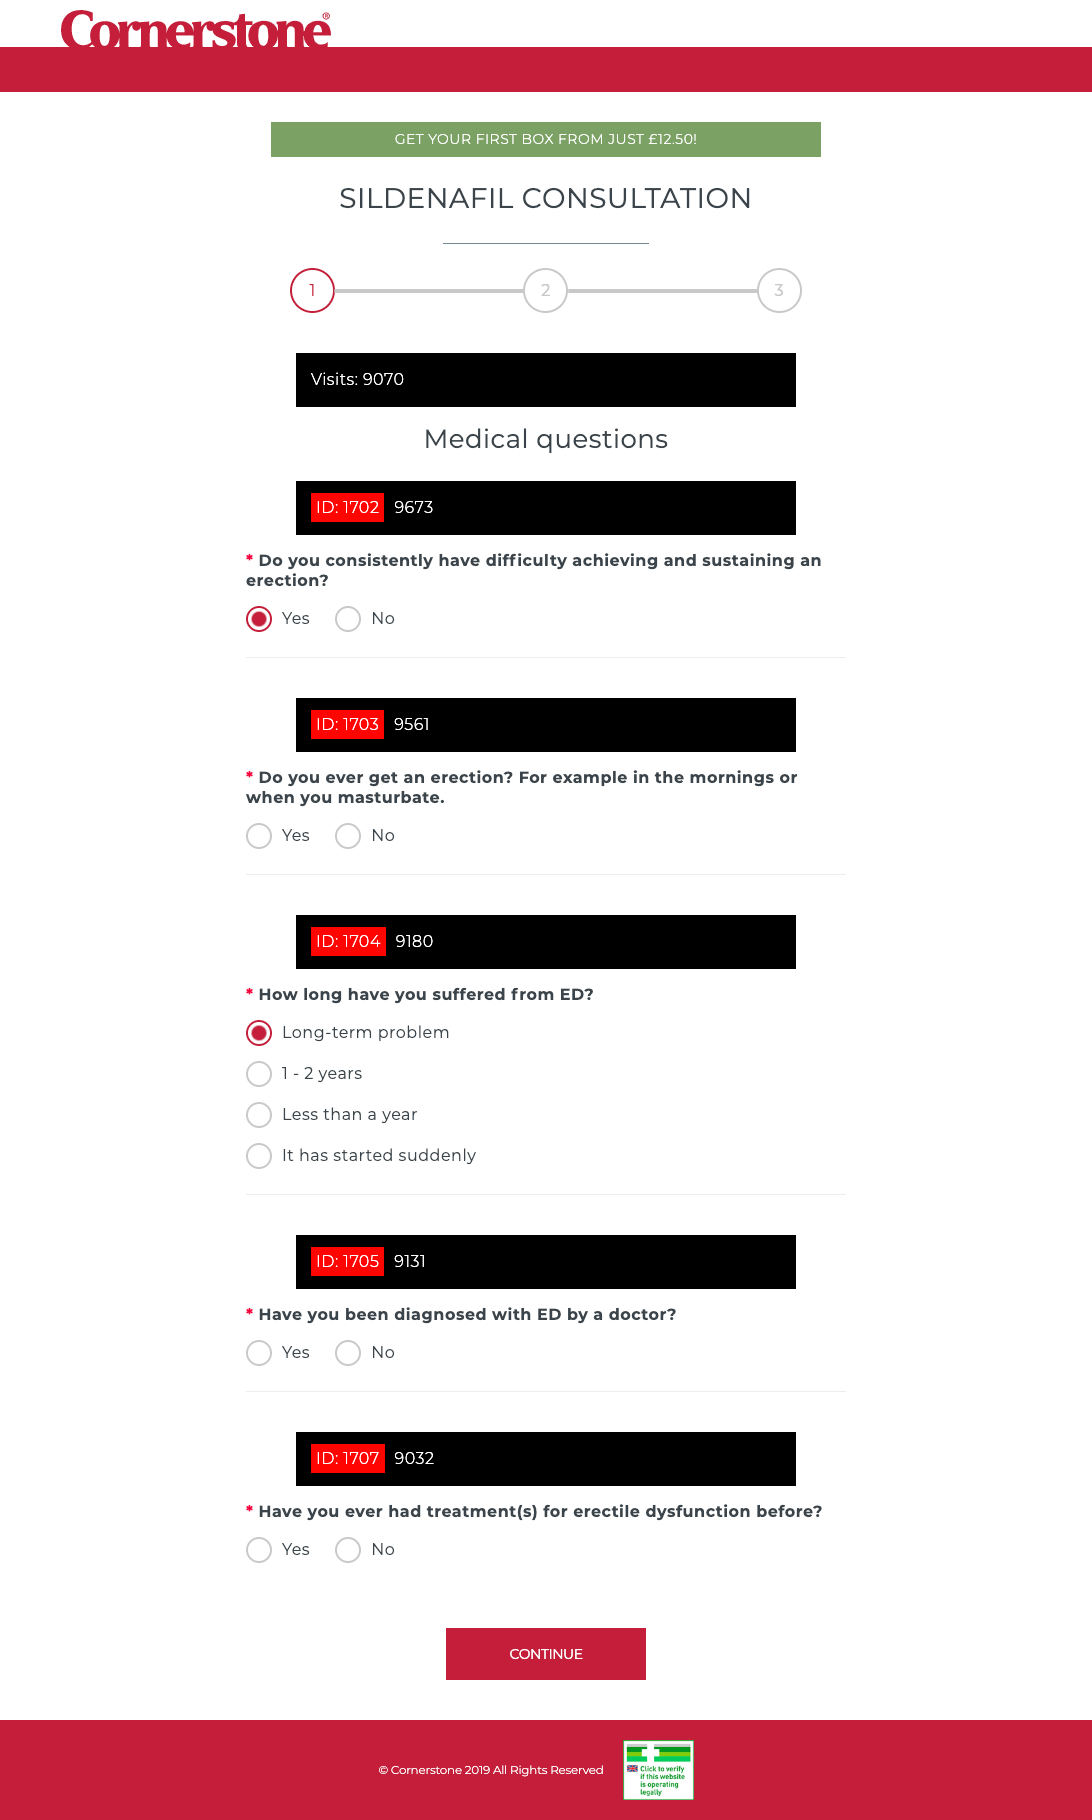 Cornerstone®
GET YOUR FIRST BOX FROM JUST £12.50!
SILDENAFIL CONSULTATION
1
2
3
Visits: 9070
Medical questions
ID: 1702 9673
* Do you consistently have difficulty achieving and sustaining an
erection?
Yes No
ID: 1703 9561
* Do you ever get an erection? For example in the mornings or
when you masturbate.
Yes No
ID: 1704 9180
* How long have you suffered from ED?
Long-term problem
1 - 2 years
Less than a year
It has started suddenly
ID: 1705 9131
* Have you been diagnosed with ED by a doctor?
Yes No
ID: 1707 9032
* Have you ever had treatment(s) for erectile dysfunction before?
Yes No
CONTINUE
© Cornerstone 2019 All Rights Reserved
Click to verify
if this website
is operating
legally